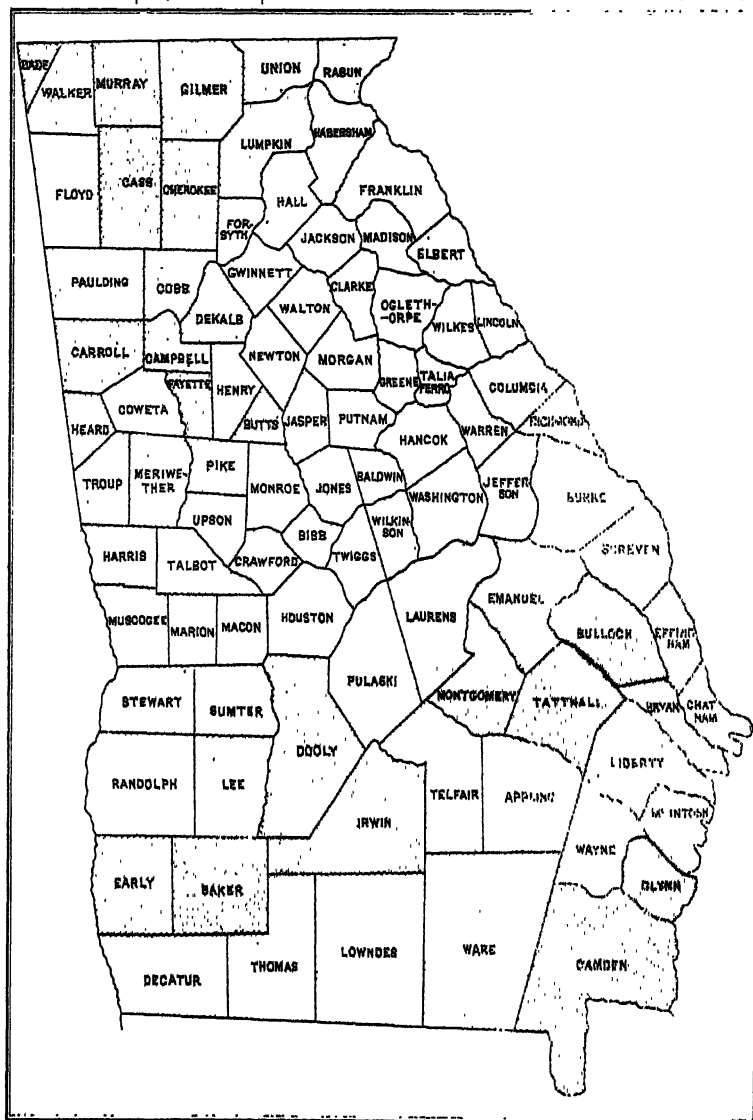 DADE
WALKER
MURRAY
GILMER
UNION
RABUN
LUMPKIN
HABERSHAM
FLOYD
CASS
CHEROKEE
HALL
FRANKLIN
FOR
SYTH
JACKSON
MADISON
ELBERT
PAULDING
COBB
GWINNETT
CLARKE
DEKALB
WALTON
OGLETH-
-ORPE
WILKES
LINCOLN
CARROLL
CAMPBELL
NEWTON
MORGAN
GREENE
TALIA
FERRO
COLUMBIA
FAYETTE
HENRY
HEARD
COWETA
BUTTS
JASPER
PUTNAM
HANCOK
WARREN
RICHMOND
TROUP
MERIWE-
THER
PIKE
MONROE
JONES
BALDWIN
WASHINGTON
JEFFER
SON
BURKE
UPSON
BIBB
WILKIN-
SON
SCREVEN
HARRIS
TALBOT
CRAWFORD
TWIGGS
EMANUEL
MUSCOGEE
MARION
MACON
HOUSTON
LAURENS
BULLOCH
EFFING
HAM
STEWART
SUMTER
PULASKI
MONTGOMERY
TATTNALL
BRYAN
CHAT
HAM
DOOLY
LIBERTY
RANDOLPH
LEE
TELFAIR
APPLING
IRWIN
MCINTOSH
WAYNE
EARLY
BAKER
GLYNN
DECATUR
THOMAS
LOWNDES
WARE
CAMDEN